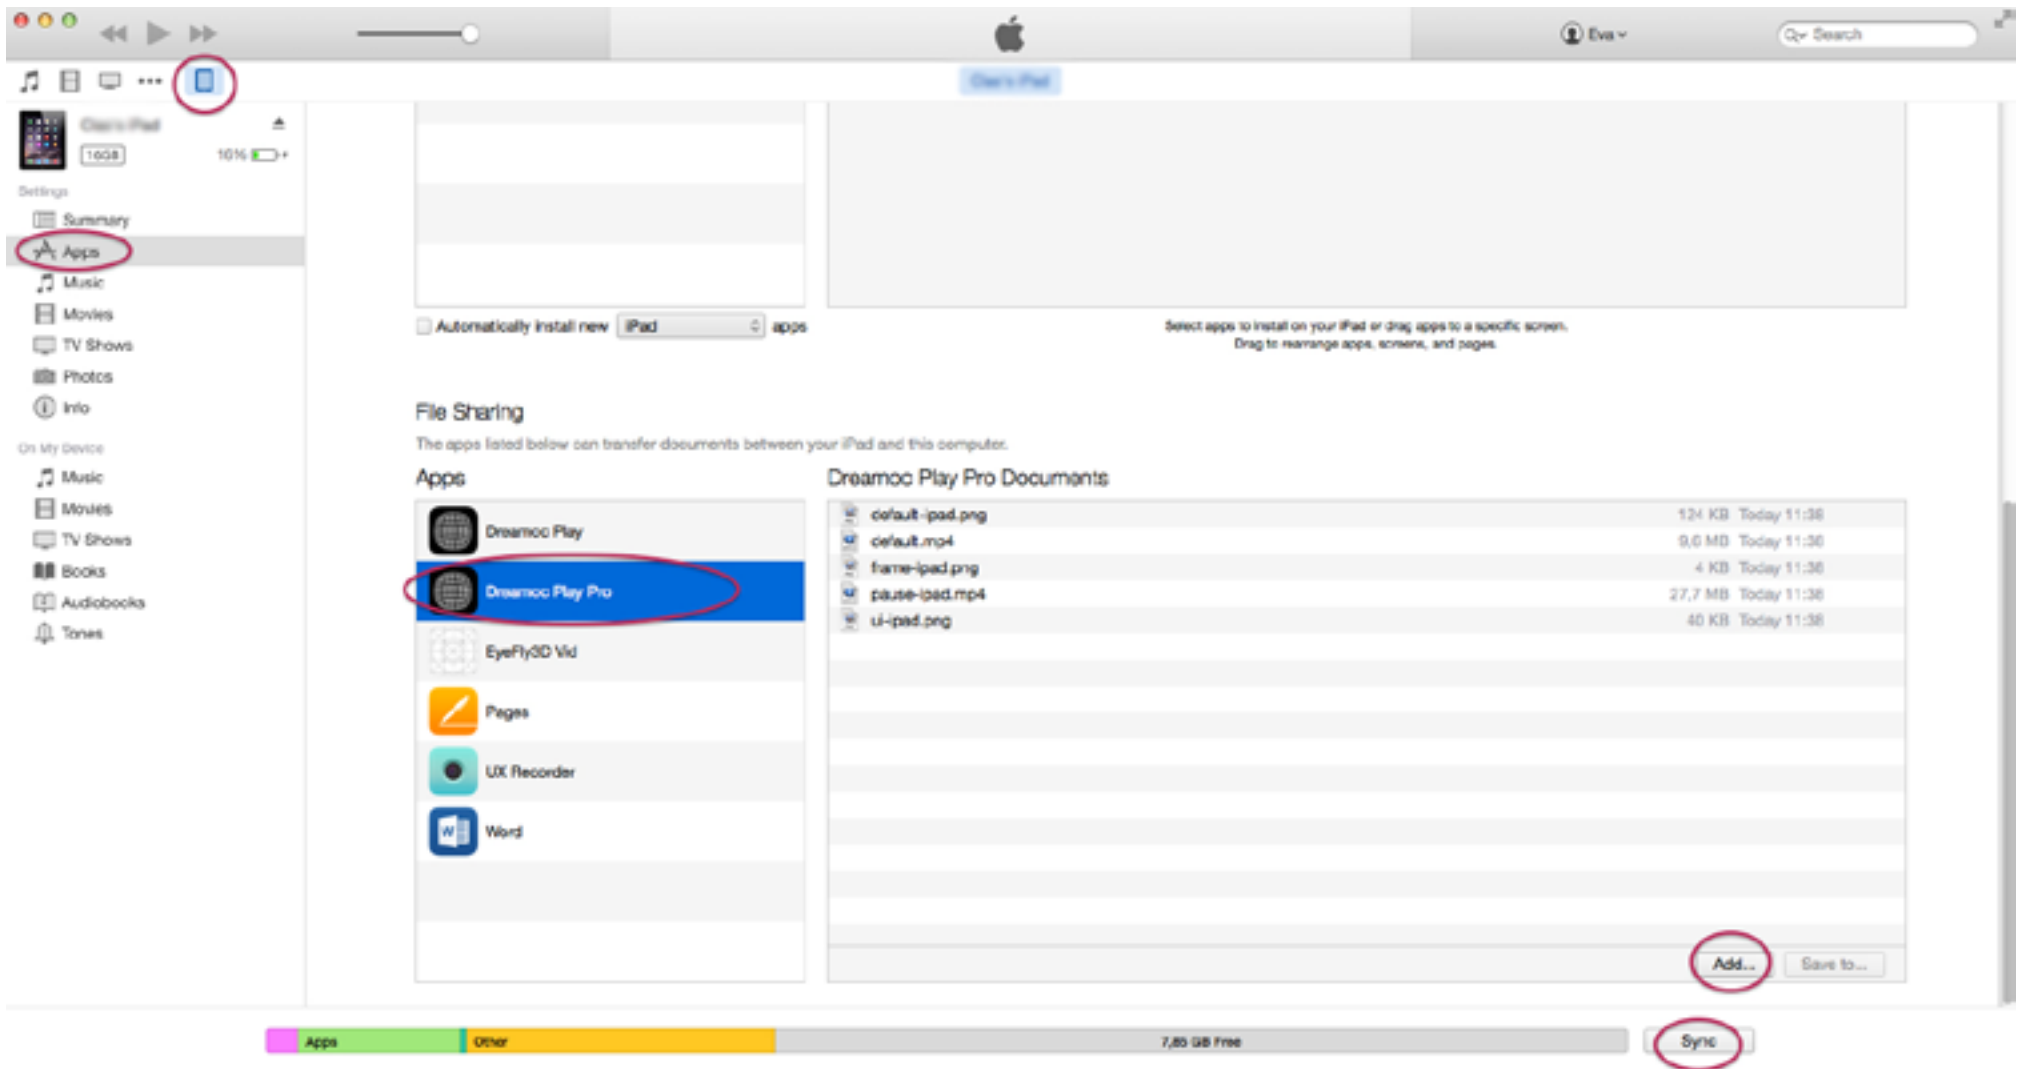 Eva
Search
16GB
16%
Settings
Summary
Apps
Music
Movies
TV Shows
Photos
Info
On My Device
Music
Movies
TV Shows
Books
Audiobooks
Tones
Automatically install new iPad apps
Select apps to install on your iPad or drag apps to a specific screen.
Drag to rearrange apps, screens, and pages.
File Sharing
The apps listed below can transfer documents between your iPad and this computer.
Apps
Dreamoc Play
Dreamoc Play Pro
EyeFly3D Vid
Pages
UX Recorder
W
Word
Dreamoc Play Pro Documents
default-ipad.png 124 KB Today 11:38
default.mp4 9,6 MB Today 11:38
frame-ipad.png 4 KB Today 11:38
pause-ipad.mp4 27,7 MB Today 11:38
ui-ipad.png 40 KB Today 11:38
Add... Save to...
Apps Other 7,85 GB Free Sync